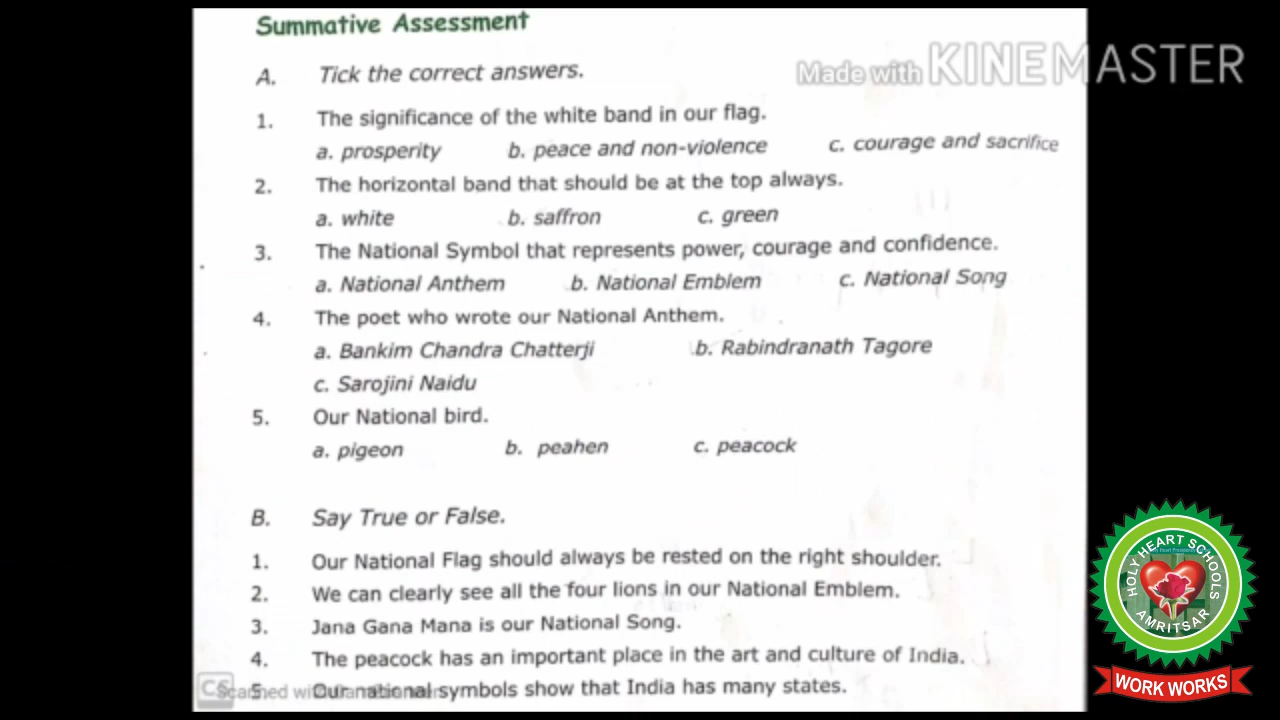 Summative Assessment
Made with KINEMASTER
A. Tick the correct answers.
1. The significance of the white band in our flag.
a. prosperity b. peace and non-violence c. courage and sacrifice
2. The horizontal band that should be at the top always.
a. white b. saffron c. green
3. The National Symbol that represents power, courage and confidence.
a. National Anthem b. National Emblem c. National Song
4. The poet who wrote our National Anthem.
a. Bankim Chandra Chatterji b. Rabindranath Tagore
c. Sarojini Naidu
5. Our National bird.
a. pigeon b. peahen c. peacock
B. Say True or False.
1. Our National Flag should always be rested on the right shoulder.
2. We can clearly see all the four lions in our National Emblem.
3. Jana Gana Mana is our National Song.
4. The peacock has an important place in the art and culture of India.
5. Our national symbols show that India has many states.
CS Scanned with
HOLY HEART SCHOOLS
AMRITSAR
WORK WORKS